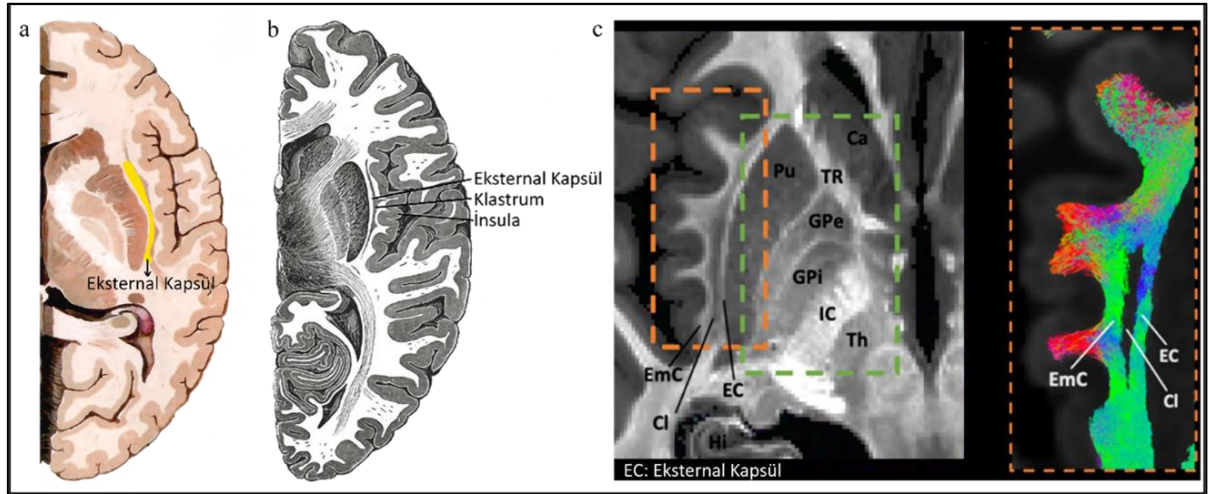 a
Eksternal Kapsül
b
Eksternal Kapsül
Klastrum
İnsula
c
Ca
Pu
TR
GPe
GPi
IC
Th
EmC
EC
Cl
Hi
EC: Eksternal Kapsül
EC
EmC
Cl